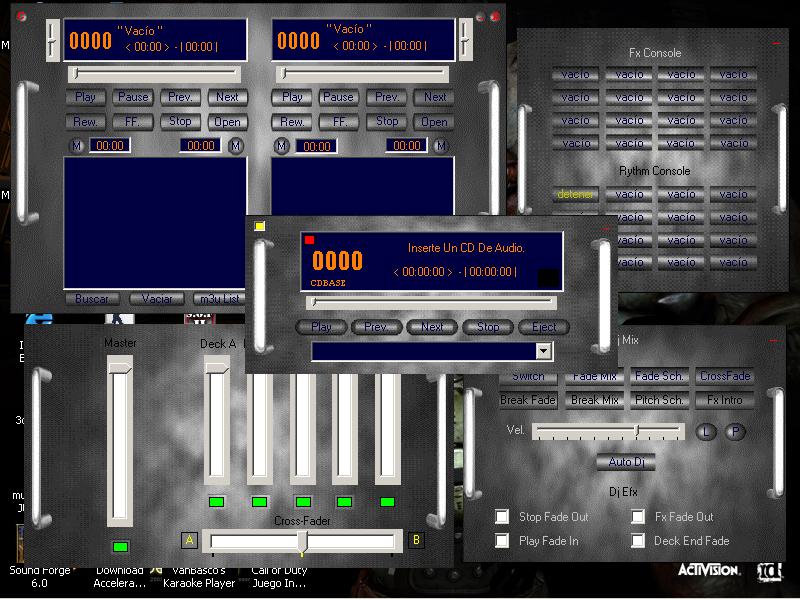 "Vacío"
0000 < 00:00 > - | 00:00 |
"Vacío"
0000 < 00:00 > - | 00:00 |
Play Pause Prev. Next
Rew. FF. Stop Open
M 00:00 00:00 M
Play Pause Prev. Next
Rew. FF. Stop Open
M 00:00 00:00 M
Buscar Vaciar m3u List
Fx Console
vacío vacío vacío vacío
vacío vacío vacío vacío
vacío vacío vacío vacío
vacío vacío vacío vacío
Rythm Console
detener vacío vacío vacío
vacío vacío vacío
vacío vacío vacío
vacío vacío vacío
Inserte Un CD De Audio.
0000 < 00:00:00 > - | 00:00:00 |
CDBASE
Play Prev. Next Stop Eject
Master Deck A
Cross-Fader
A B
j Mix
Switch Fade Mix Fade Sch. CrossFade
Break Fade Break Mix Pitch Sch. Fx Intro
Vel. L P
Auto Dj
Dj Efx
Stop Fade Out Fx Fade Out
Play Fade In Deck End Fade
Sound Forge
6.0
Download
Accelera...
VanBasco's
Karaoke Player
Call of Duty
Juego In...
ACTIVISION.
id